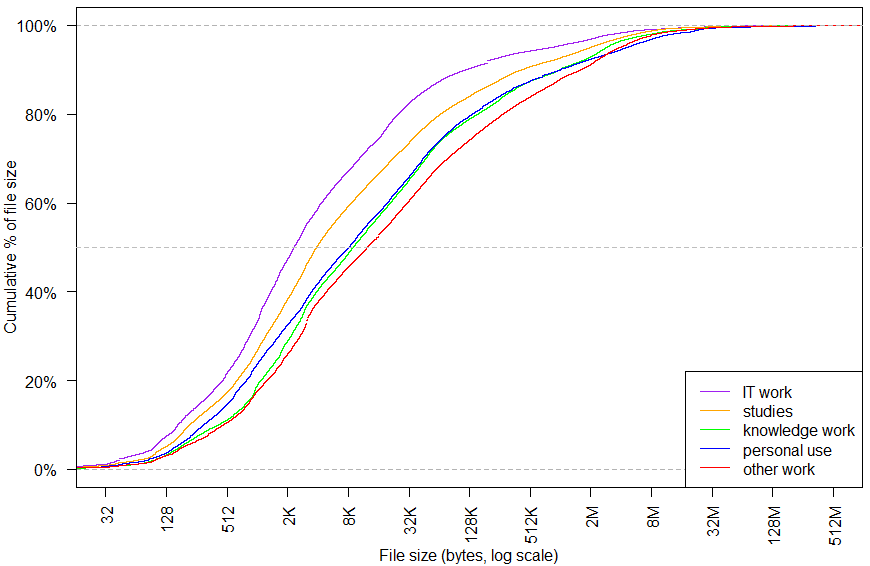 100%
80%
60%
40%
20%
0%
Cumulative % of file size
IT work
studies
knowledge work
personal use
other work
32
128
512
2K
8K
32K
128K
512K
2M
8M
32M
128M
512M
File size (bytes, log scale)